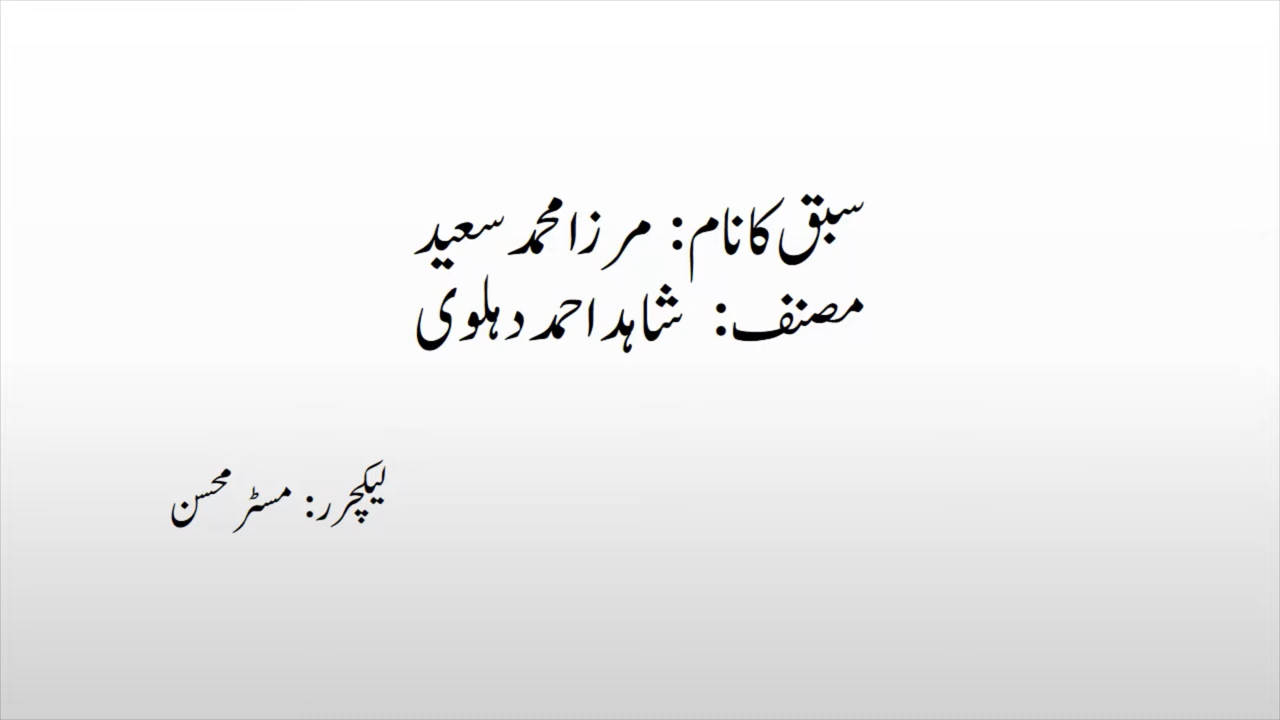 سبق کا نام: مرزا محمد سعید
مصنف: شاہد احمد دہلوی
لیکچرر: مسٹر محسن